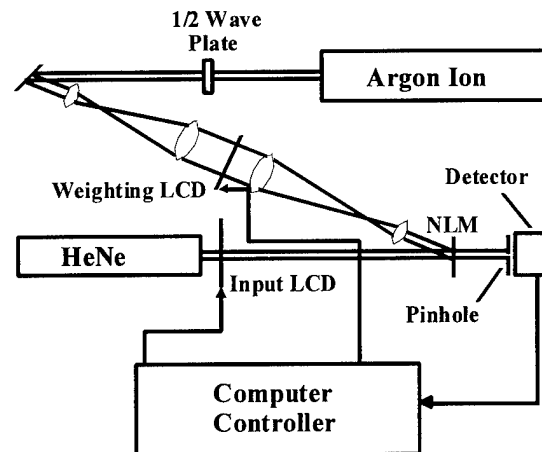 1/2 Wave
Plate
Argon Ion
Weighting LCD
Detector
NLM
HeNe
Input LCD
Pinhole
Computer
Controller